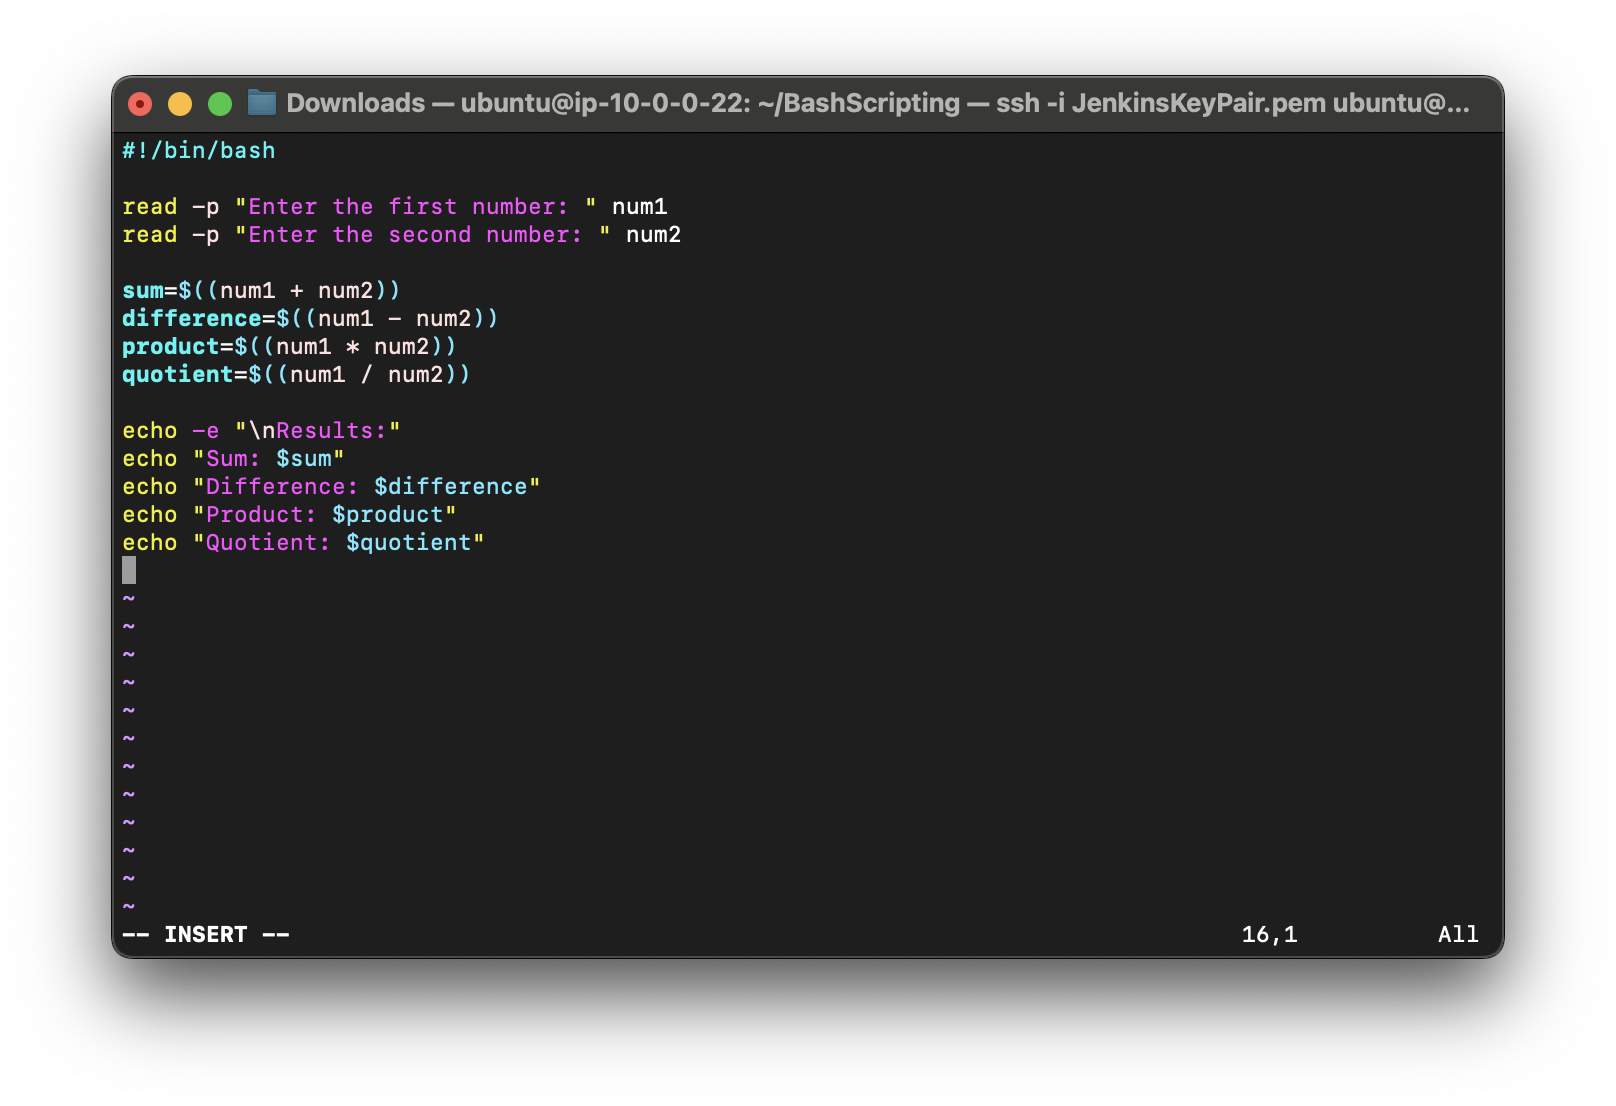 Downloads — ubuntu@ip-10-0-0-22: ~/BashScripting — ssh -i JenkinsKeyPair.pem ubuntu@...
#!/bin/bash
read -p "Enter the first number: " num1
read -p "Enter the second number: " num2
sum=$((num1 + num2))
difference=$((num1 - num2))
product=$((num1 * num2))
quotient=$((num1 / num2))
echo -e "\nResults:"
echo "Sum: $sum"
echo "Difference: $difference"
echo "Product: $product"
echo "Quotient: $quotient"
~
~
~
~
~
~
~
~
~
~
~
~
-- INSERT -- 16,1 All